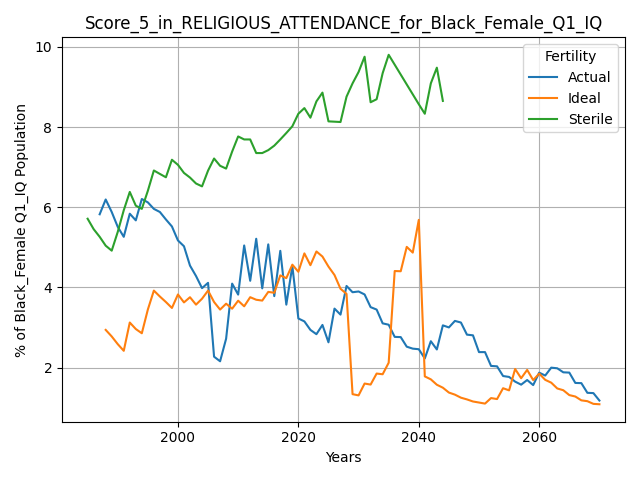 Score_5_in_RELIGIOUS_ATTENDANCE_for_Black_Female_Q1_IQ
% of Black_Female Q1_IQ Population
10
8
6
4
2
Fertility
Actual
Ideal
Sterile
2000
2020
2040
2060
Years